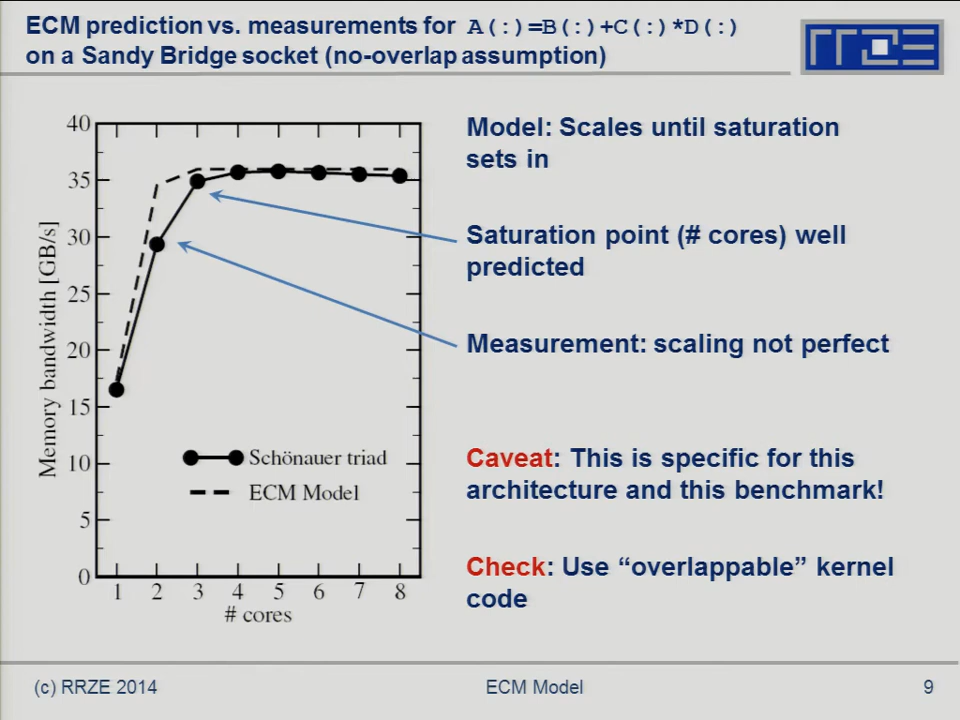 ECM prediction vs. measurements for A(:)=B(:)+C(:)*D(:)
on a Sandy Bridge socket (no-overlap assumption)
RRZE
Model: Scales until saturation
sets in
Saturation point (# cores) well
predicted
Measurement: scaling not perfect
Caveat: This is specific for this
architecture and this benchmark!
Check: Use “overlappable” kernel
code
Memory bandwidth [GB/s]
40
35
30
25
20
15
10
5
0
Schönauer triad
ECM Model
1 2 3 4 5 6 7 8
# cores
(c) RRZE 2014
ECM Model
9